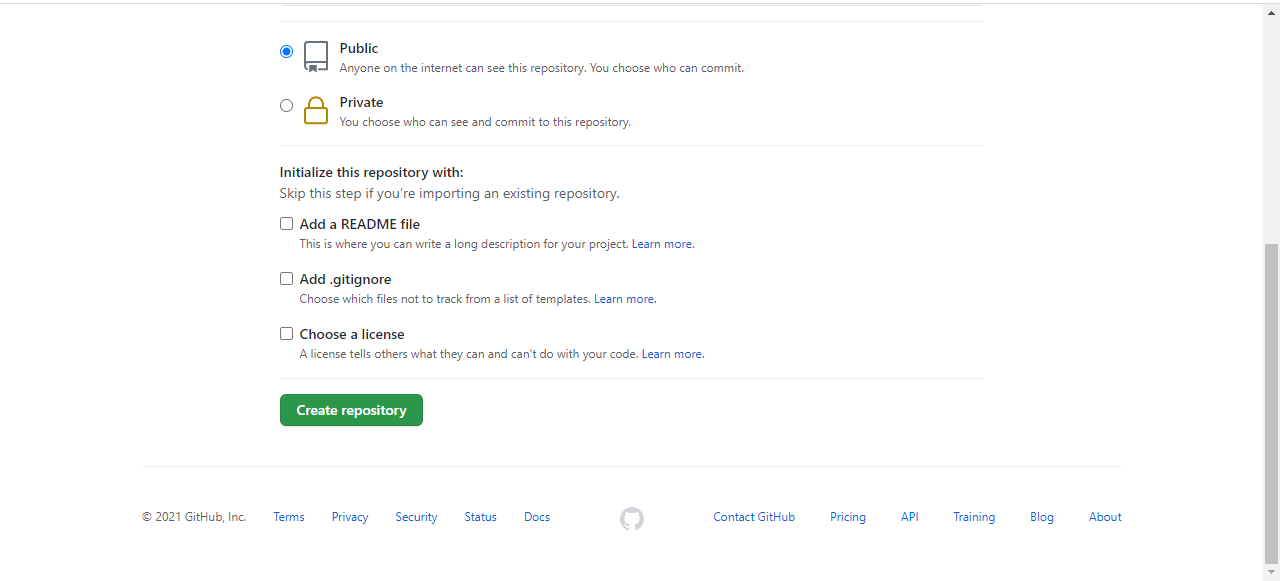 Public
Anyone on the internet can see this repository. You choose who can commit.
Private
You choose who can see and commit to this repository.
Initialize this repository with:
Skip this step if you’re importing an existing repository.
Add a README file
This is where you can write a long description for your project. Learn more.
Add .gitignore
Choose which files not to track from a list of templates. Learn more.
Choose a license
A license tells others what they can and can't do with your code. Learn more.
Create repository
© 2021 GitHub, Inc. Terms Privacy Security Status Docs Contact GitHub Pricing API Training Blog About